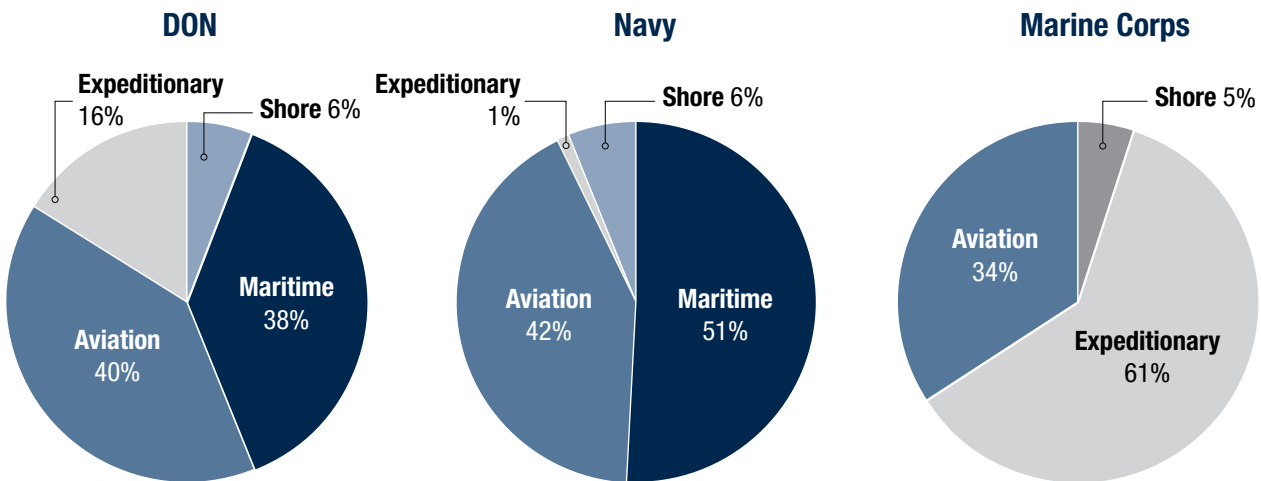 DON
Expeditionary
16%
Shore 6%
Maritime
38%
Aviation
40%
Navy
Expeditionary
1%
Shore 6%
Aviation
42%
Maritime
51%
Marine Corps
Shore 5%
Aviation
34%
Expeditionary
61%